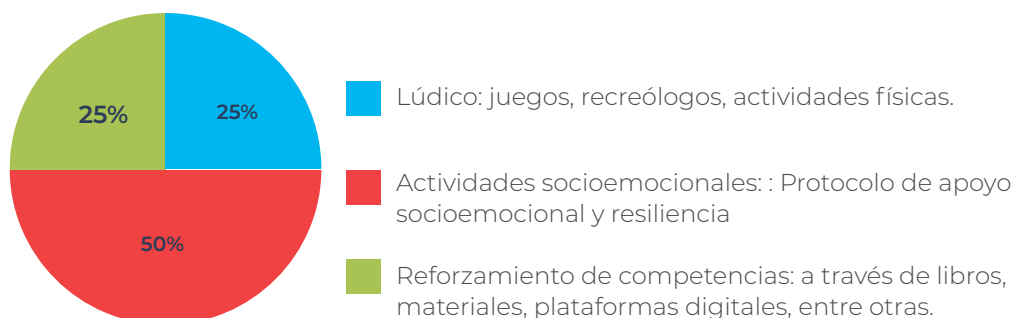 25%
25%
50%
Lúdico: juegos, recreólogos, actividades físicas.
Actividades socioemocionales: : Protocolo de apoyo
socioemocional y resiliencia
Reforzamiento de competencias: a través de libros,
materiales, plataformas digitales, entre otras.